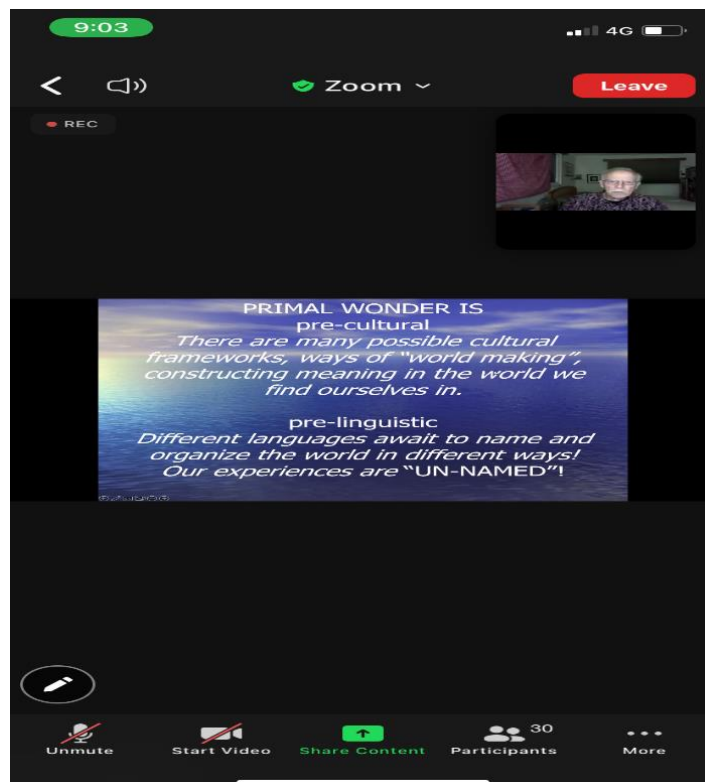 9:03
4G
Zoom
Leave
REC
PRIMAL WONDER IS
pre-cultural
There are many possible cultural
frameworks, ways of "world making",
constructing meaning in the world we
find ourselves in.
pre-linguistic
Different languages await to name and
organize the world in different ways!
Our experiences are "UN-NAMED"!
30
Unmute
Start Video
Share Content
Participants
More